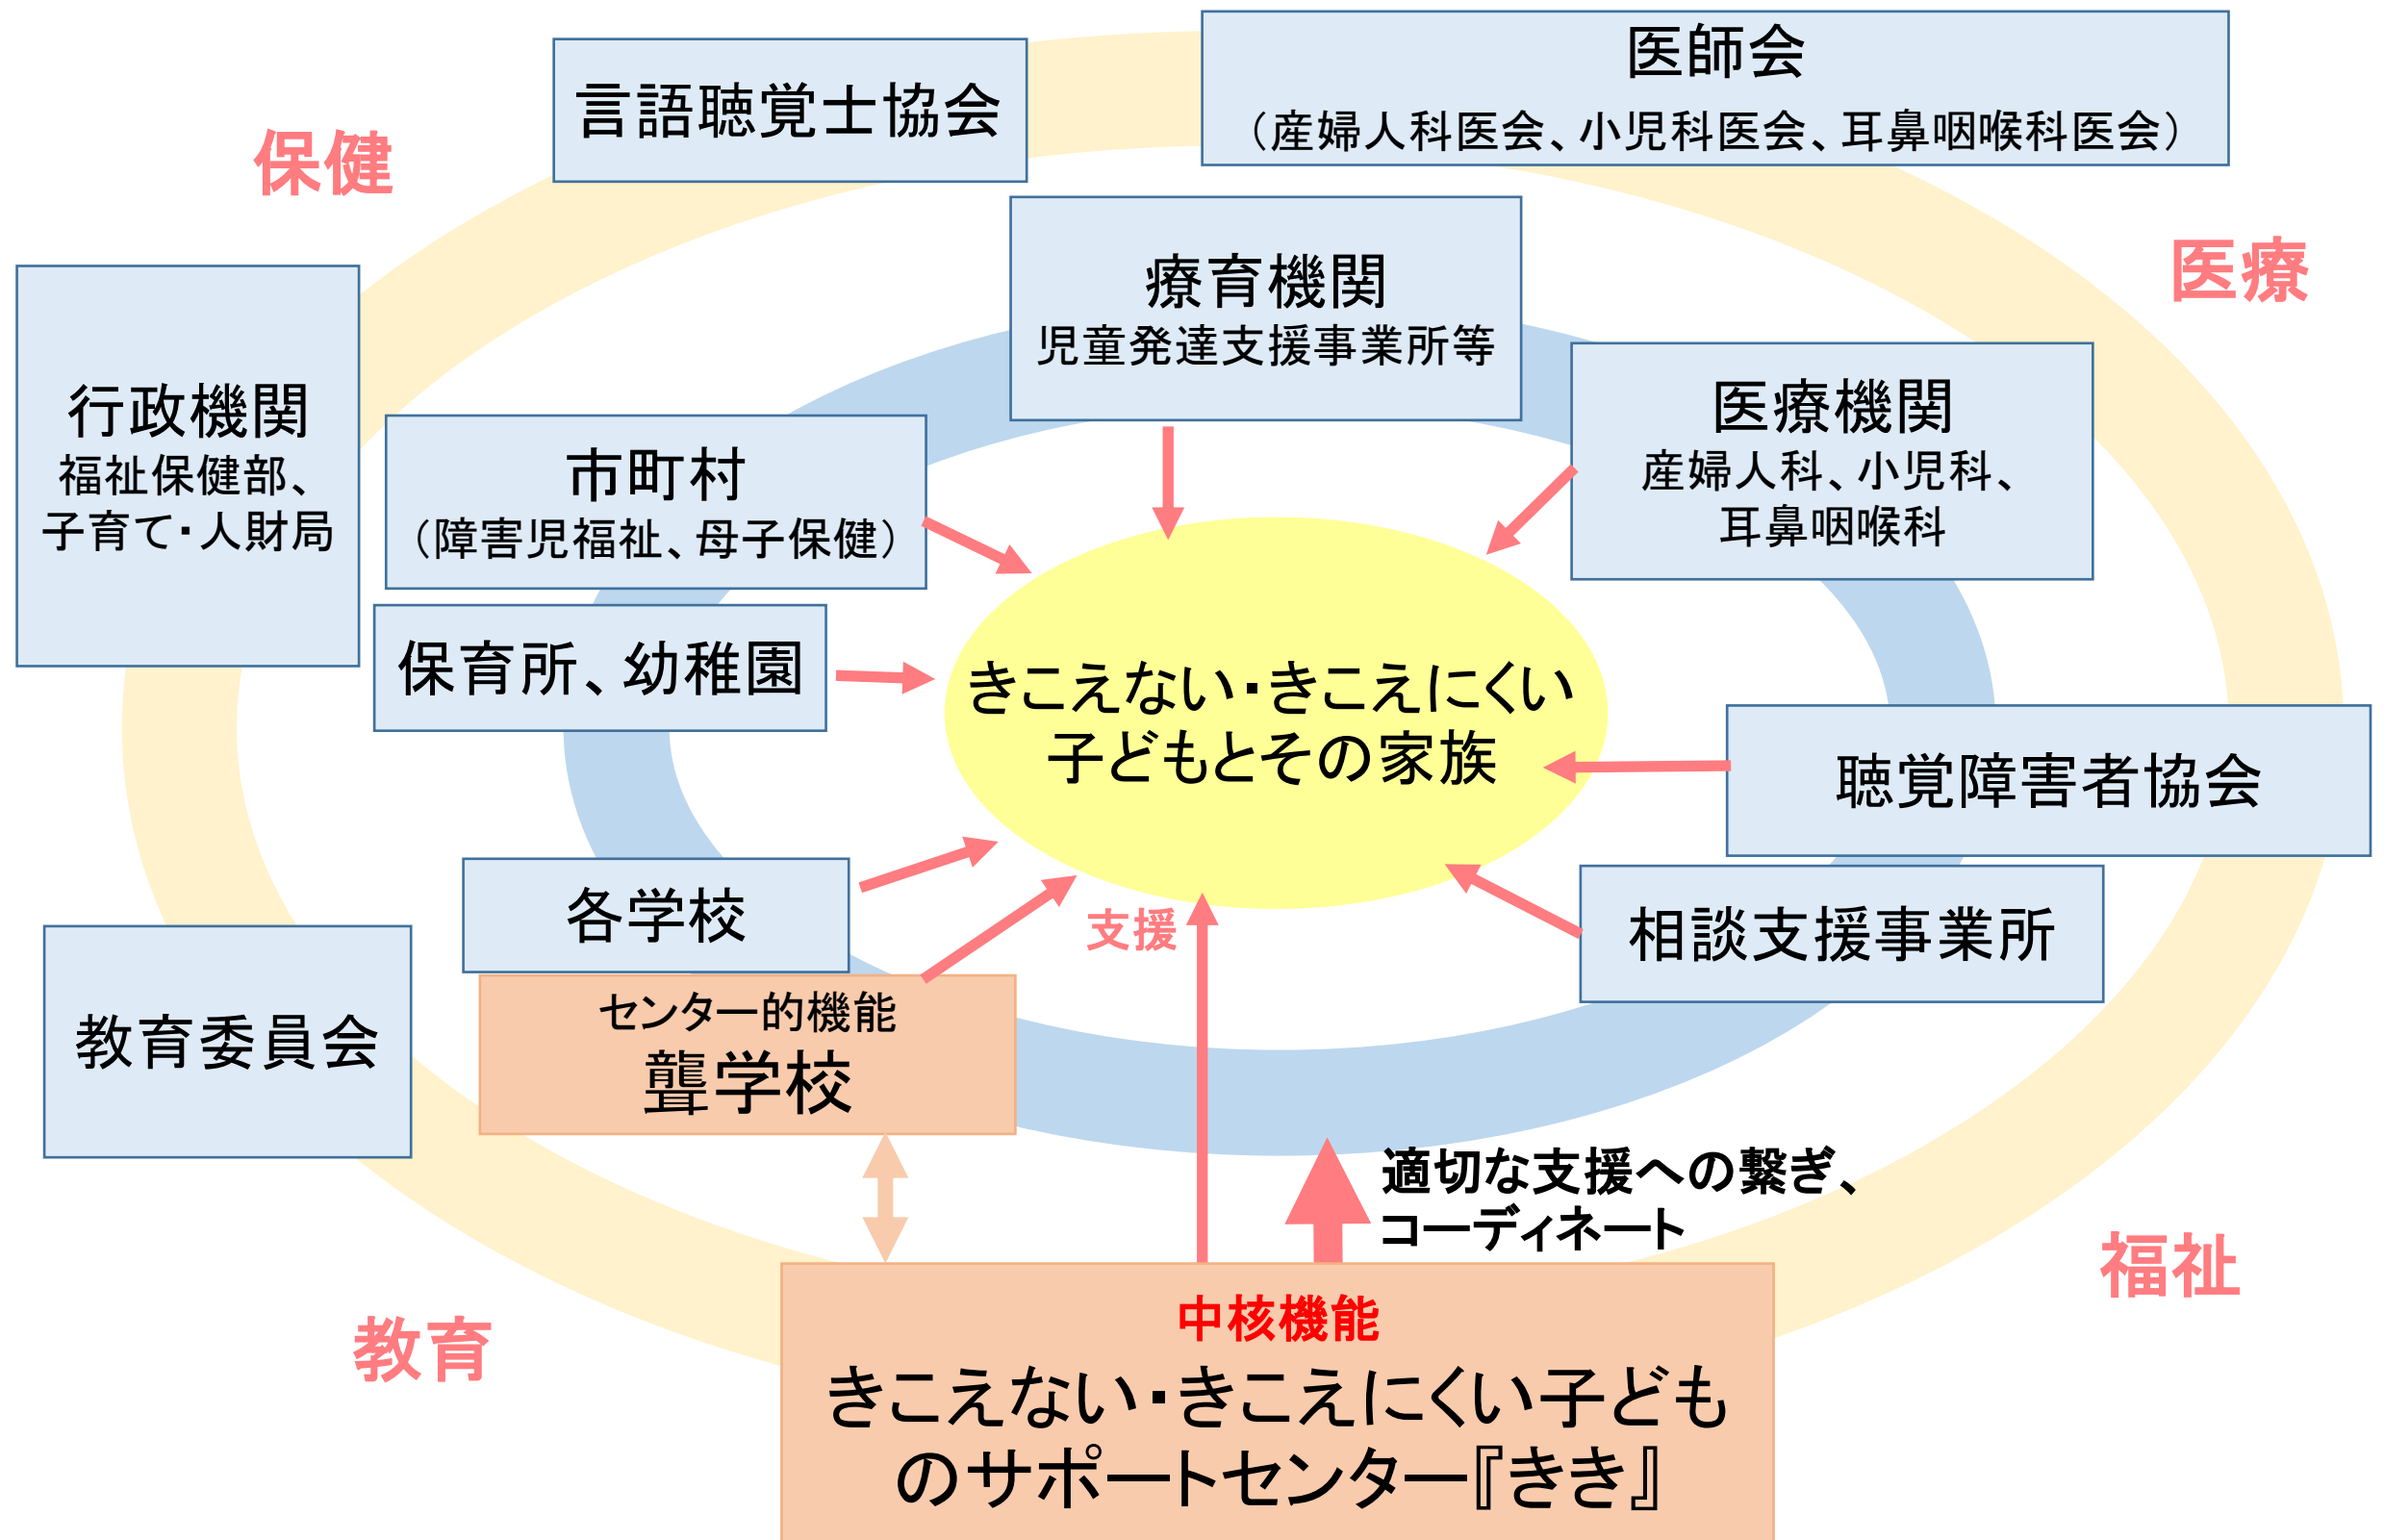 言語聴覚士協会
医師会
（産婦人科医会、小児科医会、耳鼻咽喉科医会）
保健
医療
療育機関
児童発達支援事業所等
行政機関
福祉保健部、
子育て・人財局
市町村
（障害児福祉、母子保健）
医療機関
産婦人科、小児科、
耳鼻咽喉科
保育所、幼稚園
きこえない・きこえにくい
子どもとその家族
聴覚障害者協会
各学校
支援
相談支援事業所
教育委員会
センター的機能
聾学校
適切な支援への繋ぎ、
コーディネート
福祉
教育
中核機能
きこえない・きこえにくい子ども
のサポートセンター『きき』